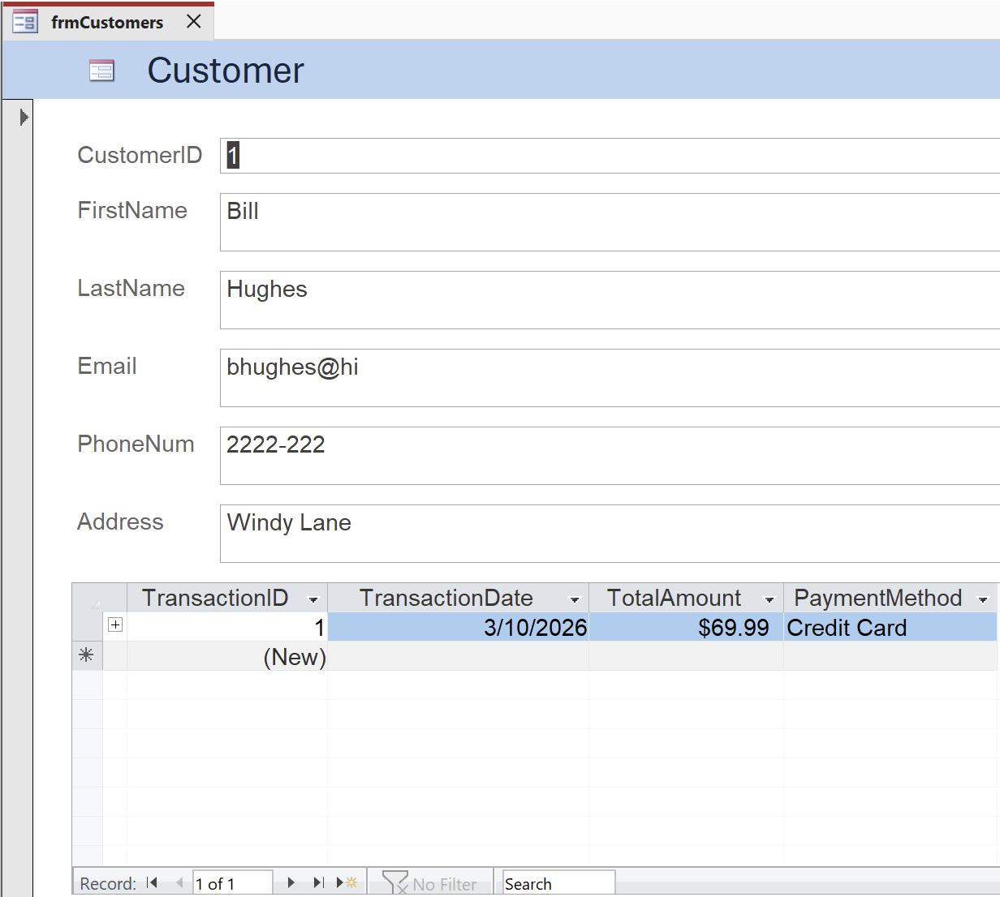 frmCustomers
Customer
CustomerID 1
FirstName Bill
LastName Hughes
Email bhughes@hi
PhoneNum 2222-222
Address Windy Lane
TransactionID TransactionDate TotalAmount PaymentMethod
1 3/10/2026 $69.99 Credit Card
(New)
Record: 1 of 1 No Filter Search